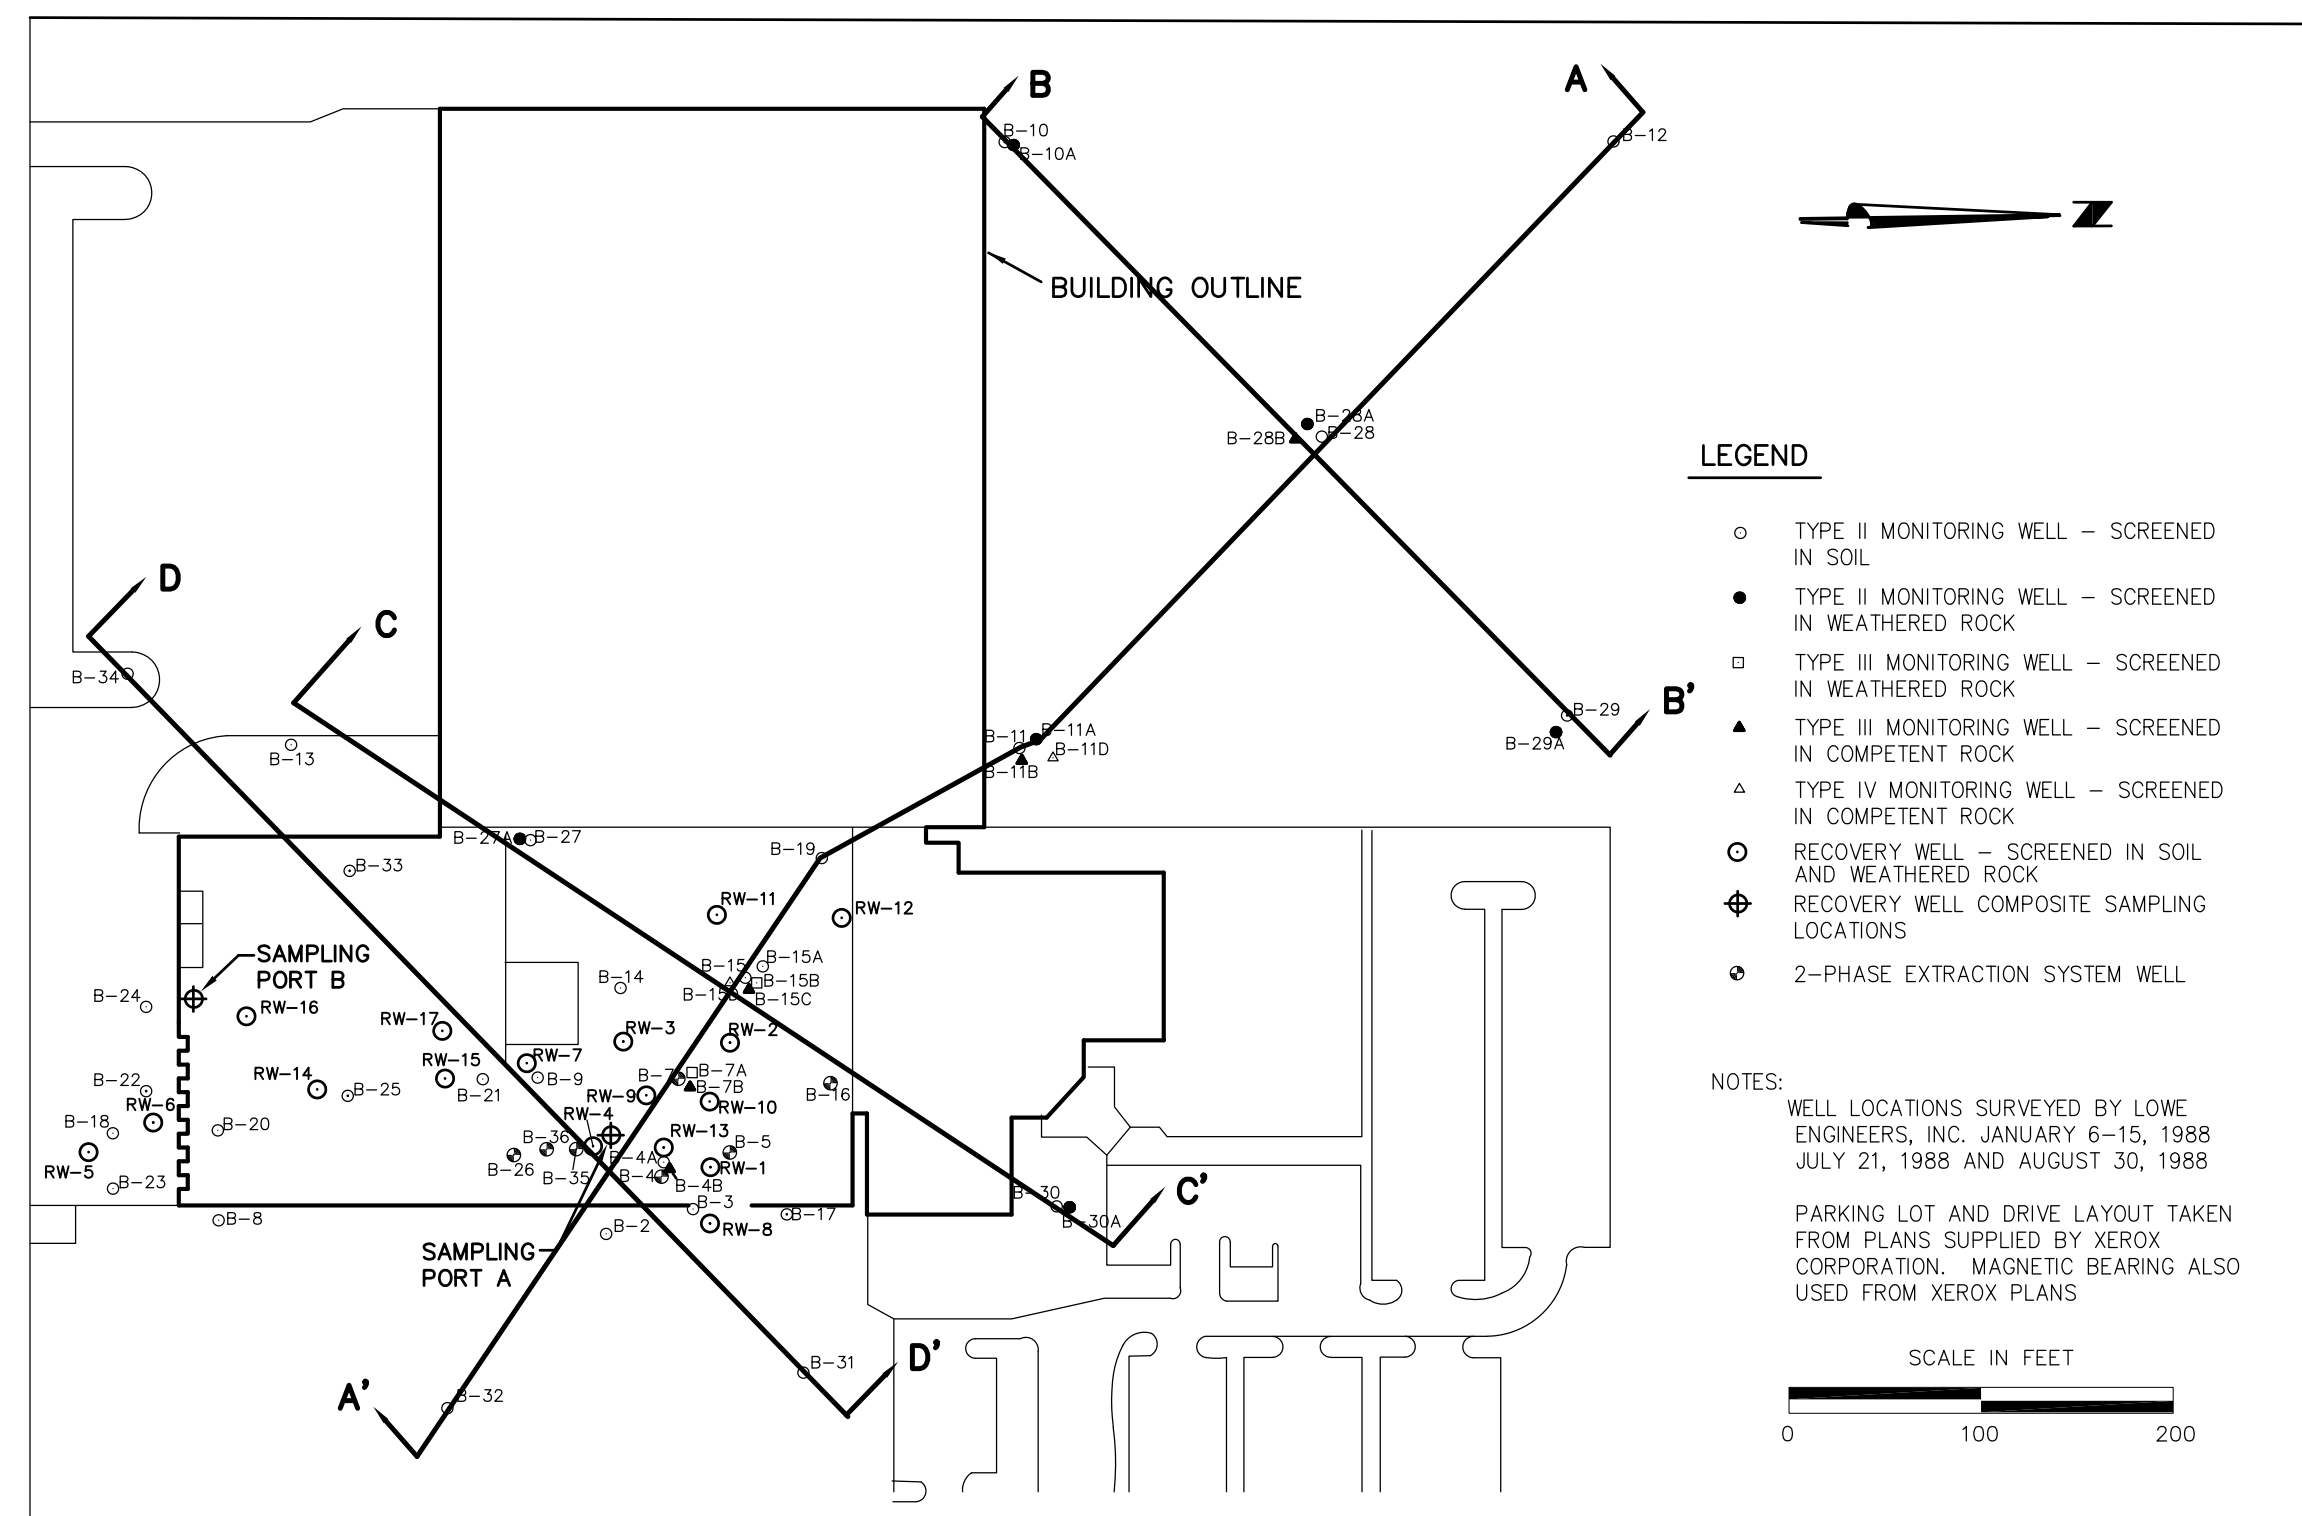 B
A
B-10
B-10A
B-12
N
BUILDING OUTLINE
B-28A
B-28B
B-28
LEGEND
TYPE II MONITORING WELL – SCREENED
IN SOIL
TYPE II MONITORING WELL – SCREENED
IN WEATHERED ROCK
TYPE III MONITORING WELL – SCREENED
IN WEATHERED ROCK
TYPE III MONITORING WELL – SCREENED
IN COMPETENT ROCK
TYPE IV MONITORING WELL – SCREENED
IN COMPETENT ROCK
RECOVERY WELL – SCREENED IN SOIL
AND WEATHERED ROCK
RECOVERY WELL COMPOSITE SAMPLING
LOCATIONS
2-PHASE EXTRACTION SYSTEM WELL
D
C
B-34
B-13
B'
B-29
B-29A
B-11
B-11A
B-11D
B-11B
B-27A
B-27
B-19
B-33
RW-11
RW-12
SAMPLING
PORT B
B-24
RW-16
RW-17
B-14
B-15
B-15A
B-15B
B-15D
B-15C
RW-3
RW-2
RW-15
RW-7
RW-14
B-22
B-25
B-21
B-9
B-7
B-7A
B-7B
B-16
RW-6
RW-9
RW-10
RW-4
B-18
B-20
RW-13
B-36
B-5
RW-5
B-26
B-35
B-4A
RW-1
B-4
B-4B
B-23
B-8
B-3
B-2
RW-8
B-17
B-30
B-30A
C'
SAMPLING
PORT A
D'
B-31
A'
B-32
NOTES:
WELL LOCATIONS SURVEYED BY LOWE
ENGINEERS, INC. JANUARY 6-15, 1988
JULY 21, 1988 AND AUGUST 30, 1988
PARKING LOT AND DRIVE LAYOUT TAKEN
FROM PLANS SUPPLIED BY XEROX
CORPORATION. MAGNETIC BEARING ALSO
USED FROM XEROX PLANS
SCALE IN FEET
0 100 200